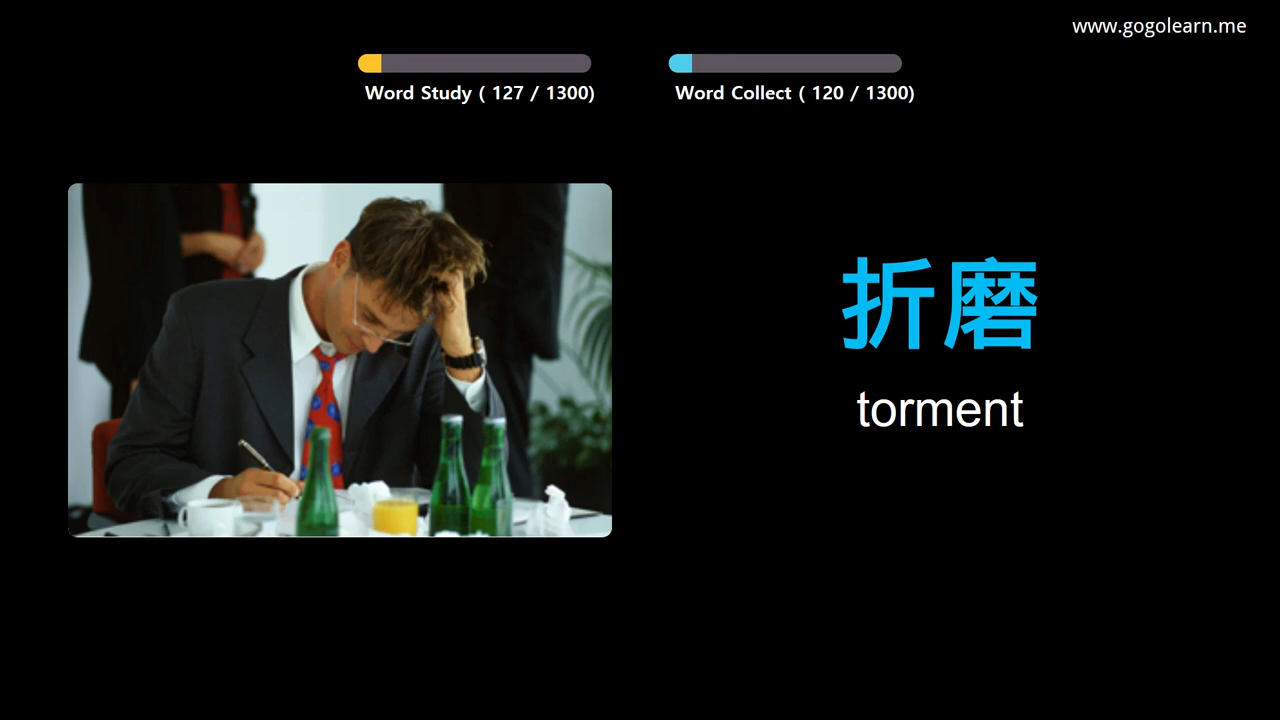 www.gogolearn.me
Word Study ( 127 / 1300)
Word Collect ( 120 / 1300)
折磨
torment